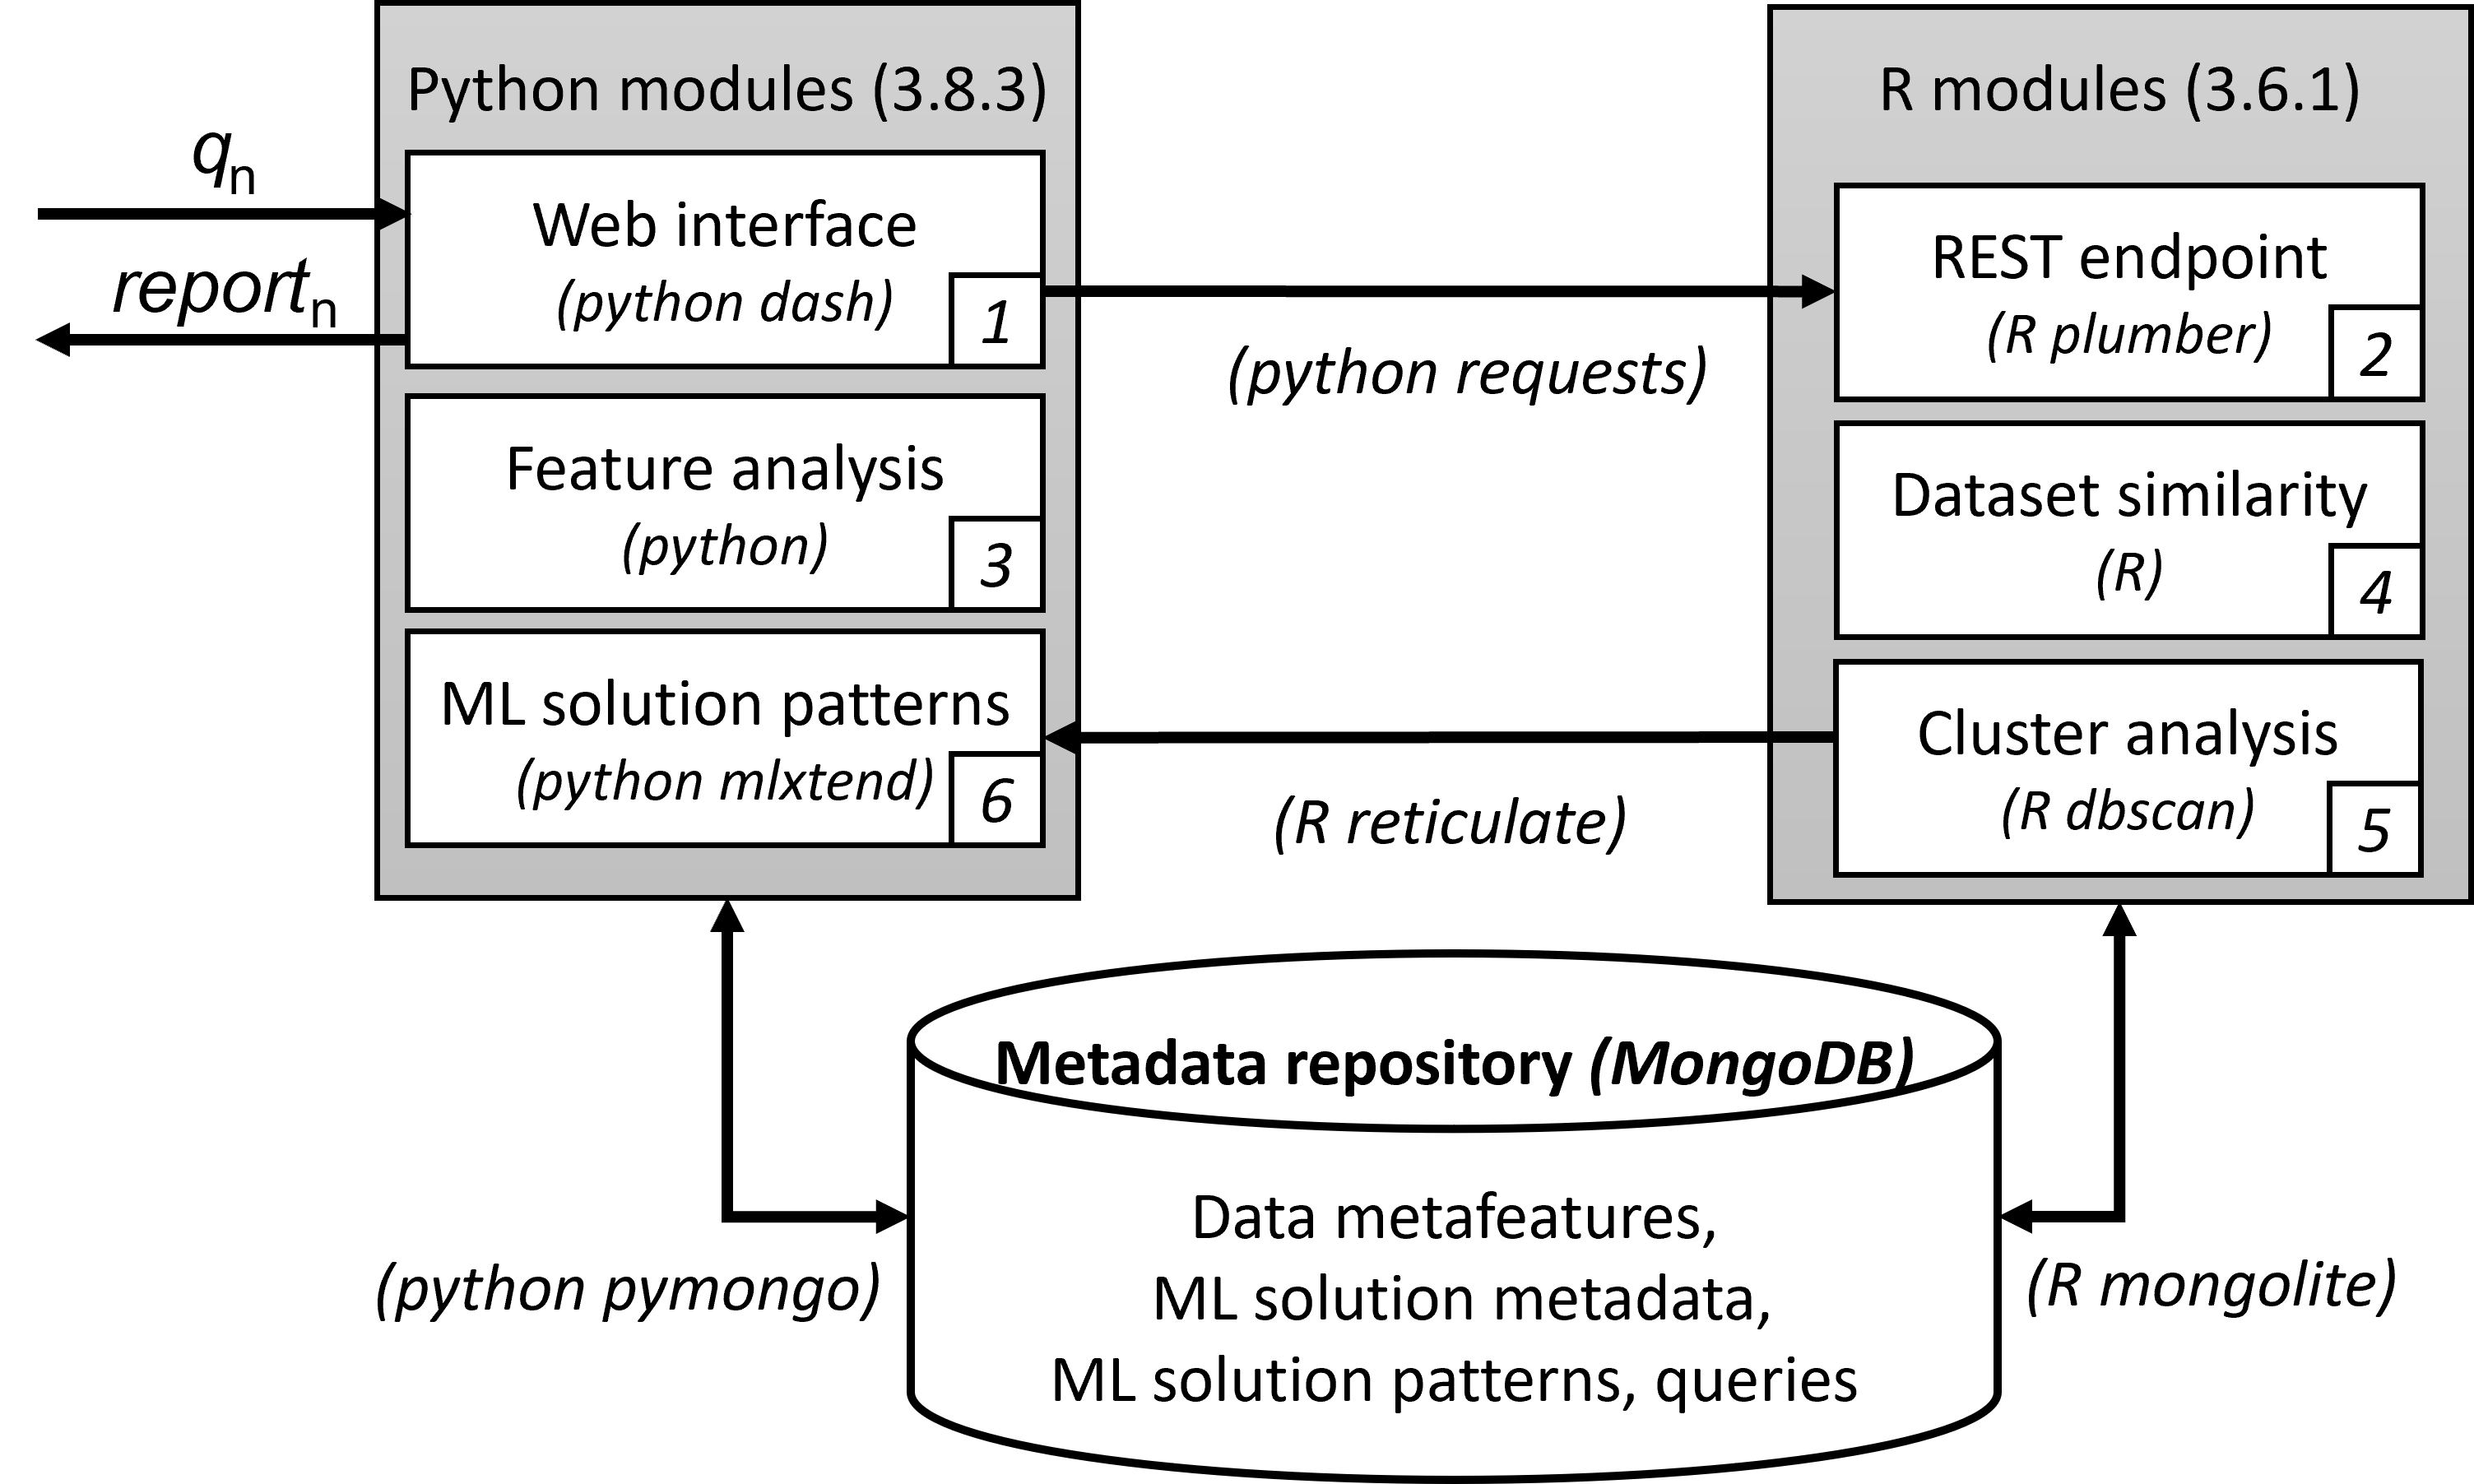 q_n
report_n
Python modules (3.8.3)
Web interface
(python dash)
1
Feature analysis
(python)
3
ML solution patterns
(python mlxtend)
6
(python requests)
(R reticulate)
R modules (3.6.1)
REST endpoint
(R plumber)
2
Dataset similarity
(R)
4
Cluster analysis
(R dbscan)
5
(python pymongo)
Metadata repository (MongoDB)
Data metafeatures,
ML solution metadata,
ML solution patterns, queries
(R mongolite)